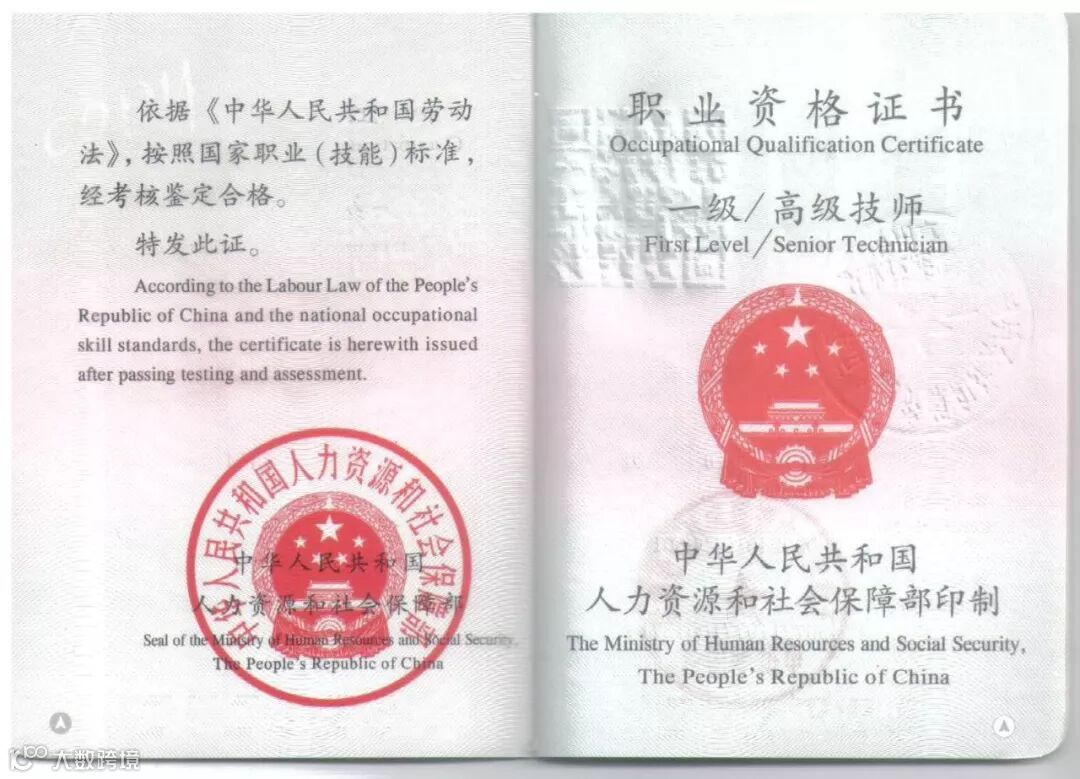 依据《中华人民共和国劳动
法》，按照国家职业(技能)标准，
经考核鉴定合格。
特发此证。
According to the Labour Law of the People's
Republic of China and the national occupational
skill standards, the certificate is herewith issued
after passing testing and assessment.
中华人民共和国人力资源和社会保障部
中华人民共和国
人力资源和社会保障部
Seal of the Ministry of Human Resources and Social Security,
The People's Republic of China
职业资格证书
Occupational Qualification Certificate
一级/高级技师
First Level/Senior Technician
中华人民共和国
人力资源和社会保障部印制
The Ministry of Human Resources and Social Security,
The People's Republic of China
大数跨境